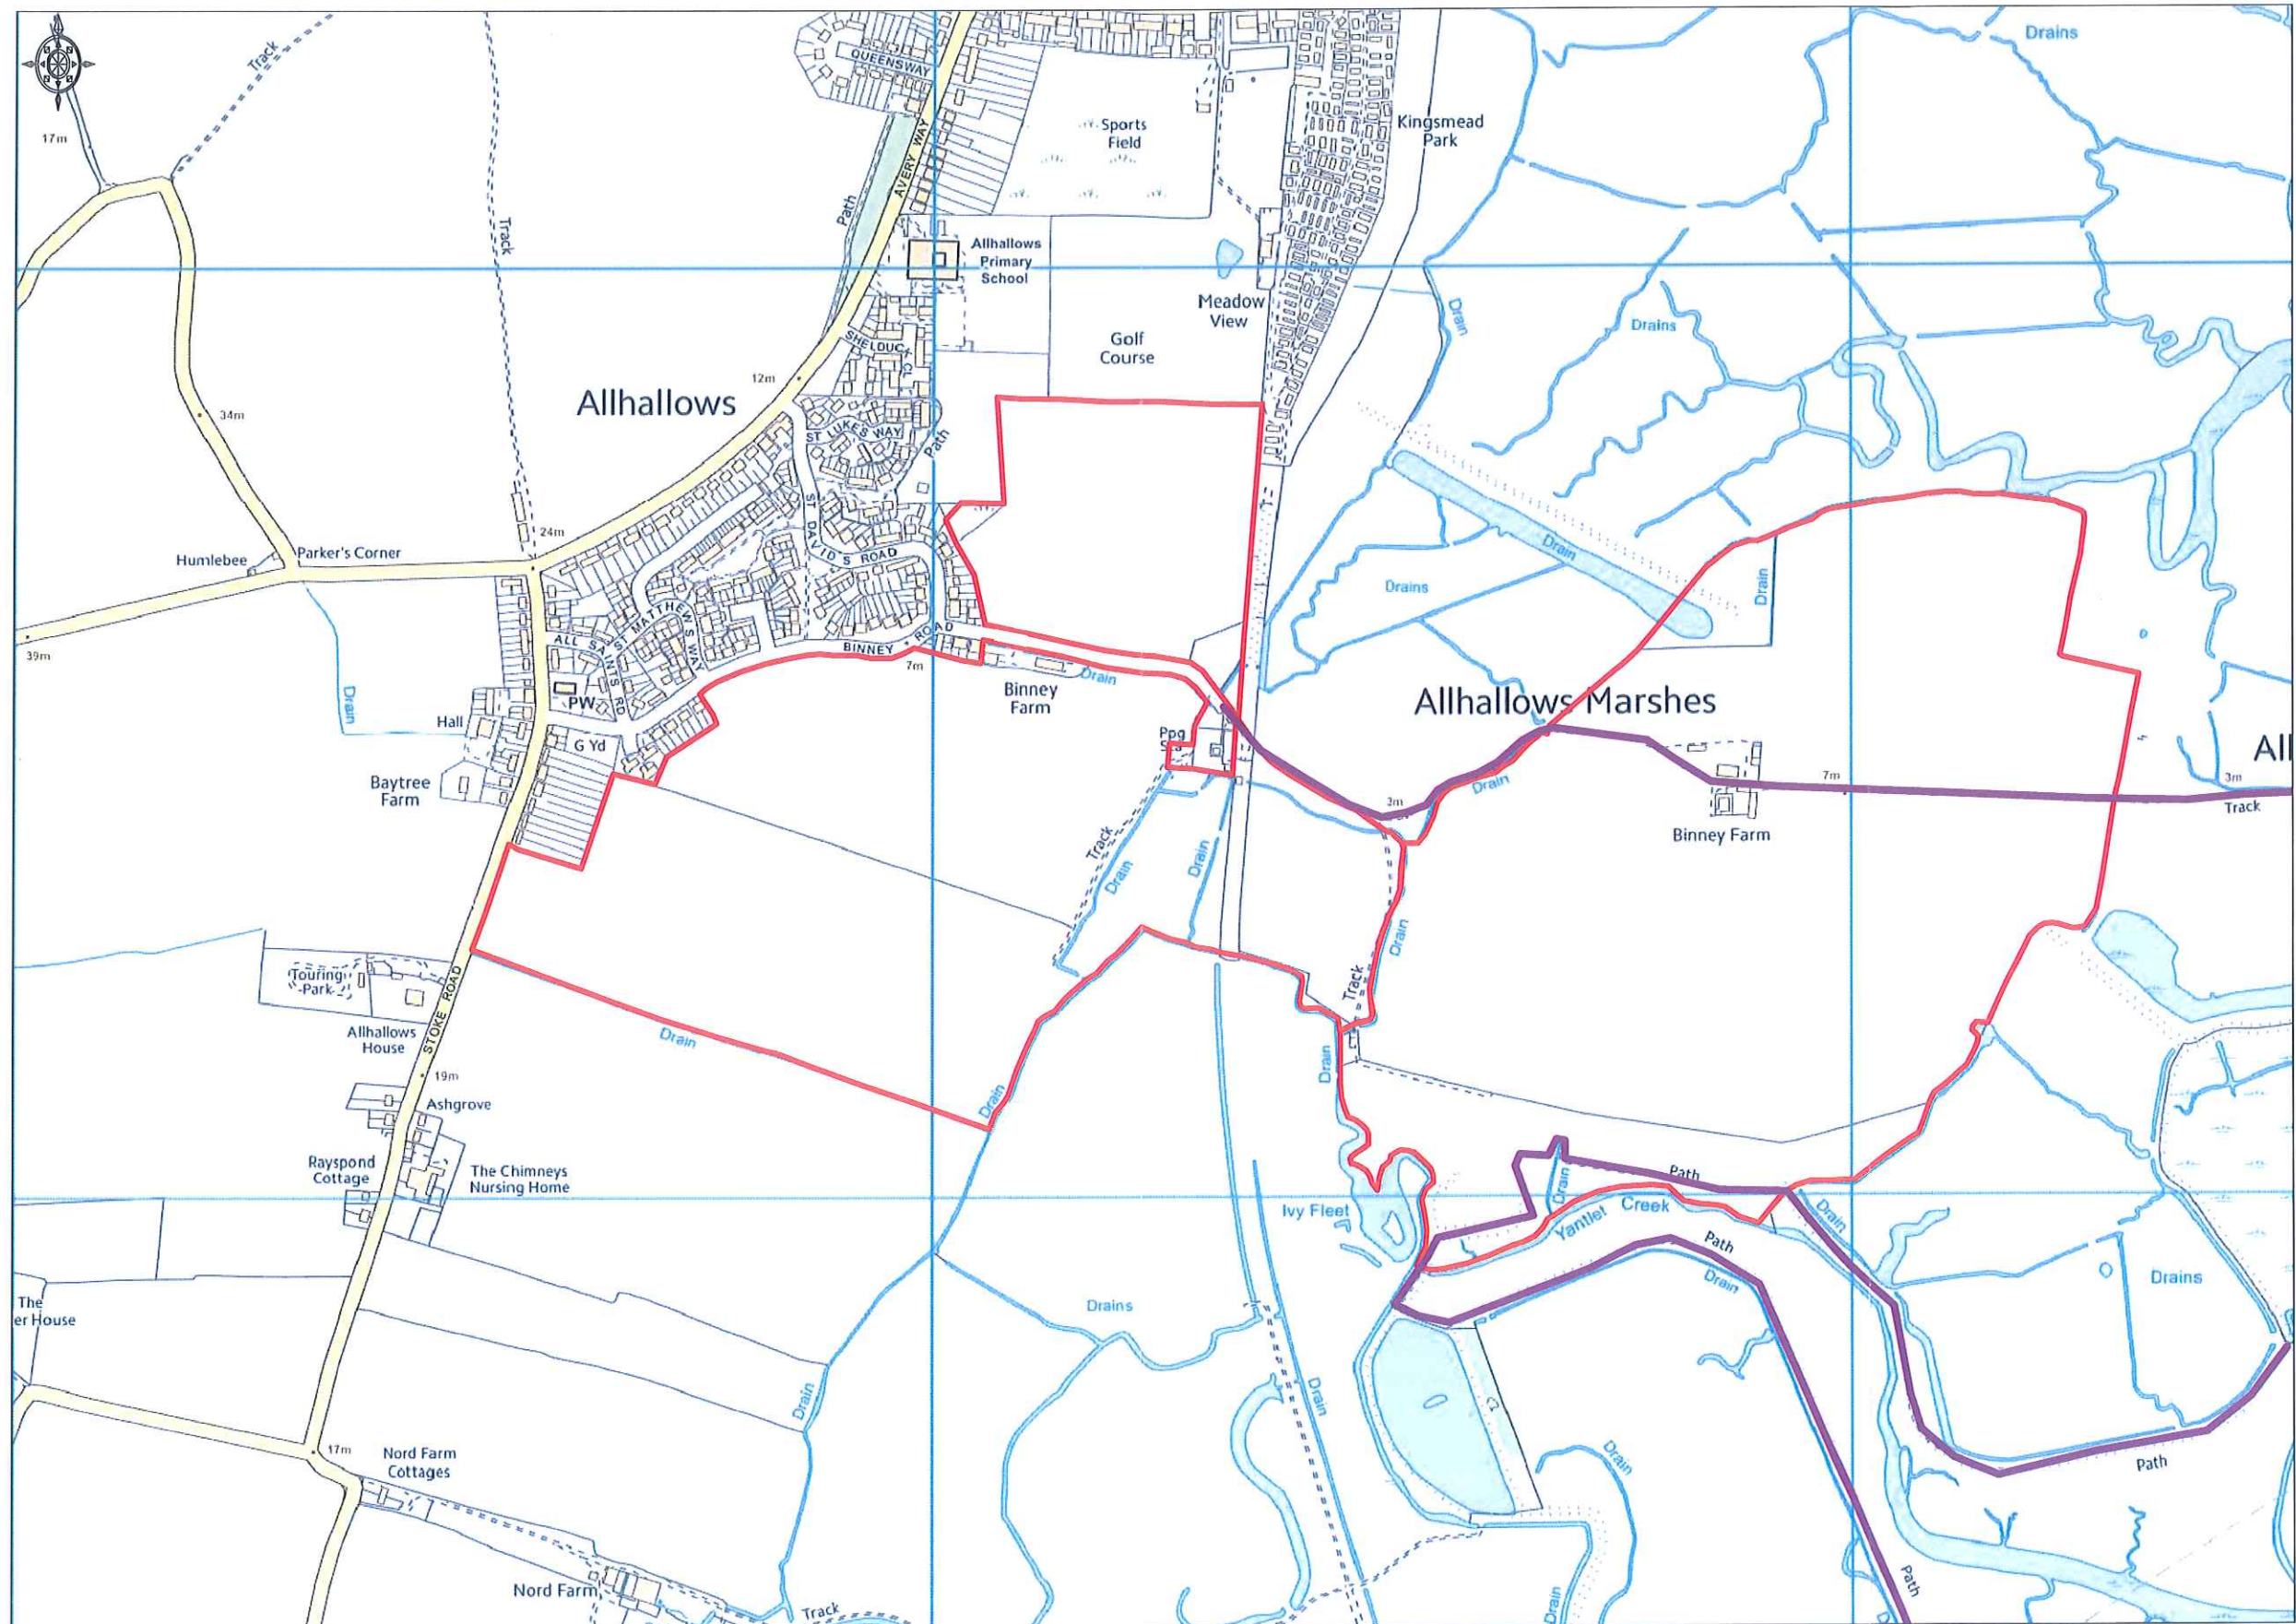 Track
17m
QUEENSWAY
AVERY WAY
Path
Track
Sports
Field
Kingsmead
Park
Drains
Allhallows
Primary
School
Meadow
View
Drain
Drains
Golf
Course
SHELDUCK CL
12m
Allhallows
34m
ST LUKES WAY
Path
24m
Parker's Corner
Humlebee
ST DAVID'S ROAD
Drain
Drains
Drain
39m
ST MATTHEWS WAY
ALL SAINTS RD
BINNEY ROAD
7m
Drain
Binney
Farm
Drain
PW
Hall
G Yd
Ppg
Sta
Allhallows Marshes
All
Baytree
Farm
3m
Drain
7m
3m
Track
Binney Farm
Track
Drain
Drain
Drain
Track
Touring
Park
STOKE ROAD
Allhallows
House
Drain
19m
Ashgrove
Drain
Drain
Rayspond
Cottage
The Chimneys
Nursing Home
Path
Drain
Ivy Fleet
Yantlet Creek
Drain
Path
Drain
Drains
The
er House
Drains
Drain
Drain
17m
Nord Farm
Cottages
Drain
Path
Nord Farm
Track
Drain
Path
D